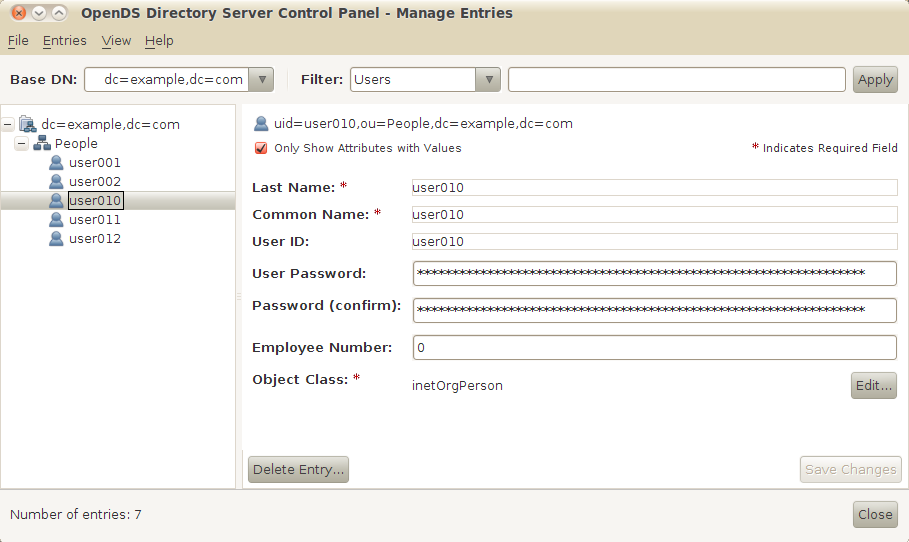 OpenDS Directory Server Control Panel - Manage Entries
File Entries View Help
Base DN: dc=example,dc=com Filter: Users Apply
dc=example,dc=com
People
user001
user002
user010
user011
user012
uid=user010,ou=People,dc=example,dc=com
Only Show Attributes with Values * Indicates Required Field
Last Name: * user010
Common Name: * user010
User ID: user010
User Password: ****************************************************************
Password (confirm): ****************************************************************
Employee Number: 0
Object Class: * inetOrgPerson Edit...
Delete Entry... Save Changes
Number of entries: 7 Close